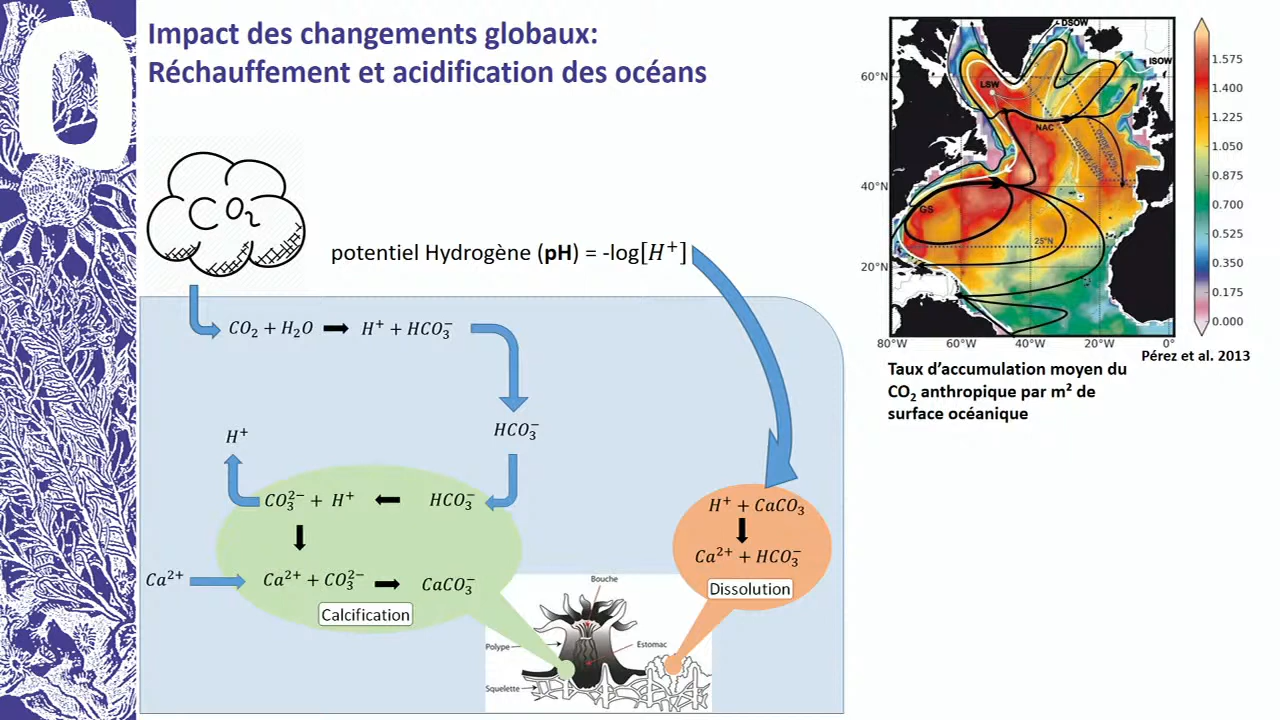 Impact des changements globaux:
Réchauffement et acidification des océans
CO₂
potentiel Hydrogène (pH) = -log[H⁺]
CO₂ + H₂O → H⁺ + HCO₃⁻
HCO₃⁻
H⁺
CO₃²⁻ + H⁺ ← HCO₃⁻
Ca²⁺
Ca²⁺ + CO₃²⁻ → CaCO₃⁻
Calcification
H⁺ + CaCO₃
Ca²⁺ + HCO₃⁻
Dissolution
Bouche
Polype
Estomac
Squelette
DSOW
ISOW
LSW
NAC
GS
25°N
60°N
40°N
20°N
80°W 60°W 40°W 20°W 0°
1.575
1.400
1.225
1.050
0.875
0.700
0.525
0.350
0.175
0.000
Pérez et al. 2013
Taux d’accumulation moyen du
CO₂ anthropique par m² de
surface océanique